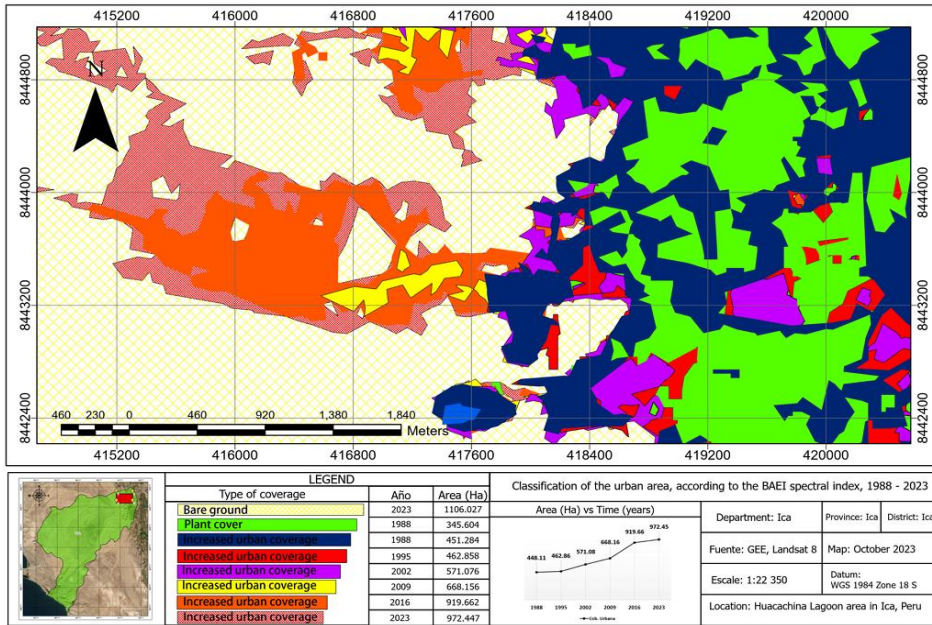 415200 416000 416800 417600 418400 419200 420000
8444800 8444800
N
8444000 8444000
8443200 8443200
8442400 8442400
460 230 0 460 920 1,380 1,840
Meters
415200 416000 416800 417600 418400 419200 420000
LEGEND
Type of coverage Año Area (Ha)
Bare ground 2023 1106.027
Plant cover 1988 345.604
Increased urban coverage 1988 451.284
Increased urban coverage 1995 462.858
Increased urban coverage 2002 571.076
Increased urban coverage 2009 668.156
Increased urban coverage 2016 919.662
Increased urban coverage 2023 972.447
Classification of the urban area, according to the BAEI spectral index, 1988 - 2023
Area (Ha) vs Time (years)
448.11 462.86 571.08 668.16 919.66 972.45
1988 1995 2002 2009 2016 2023
Cob. Urbana
Department: Ica Province: Ica District: Ica
Fuente: GEE, Landsat 8 Map: October 2023
Escale: 1:22 350 Datum:
WGS 1984 Zone 18 S
Location: Huacachina Lagoon area in Ica, Peru